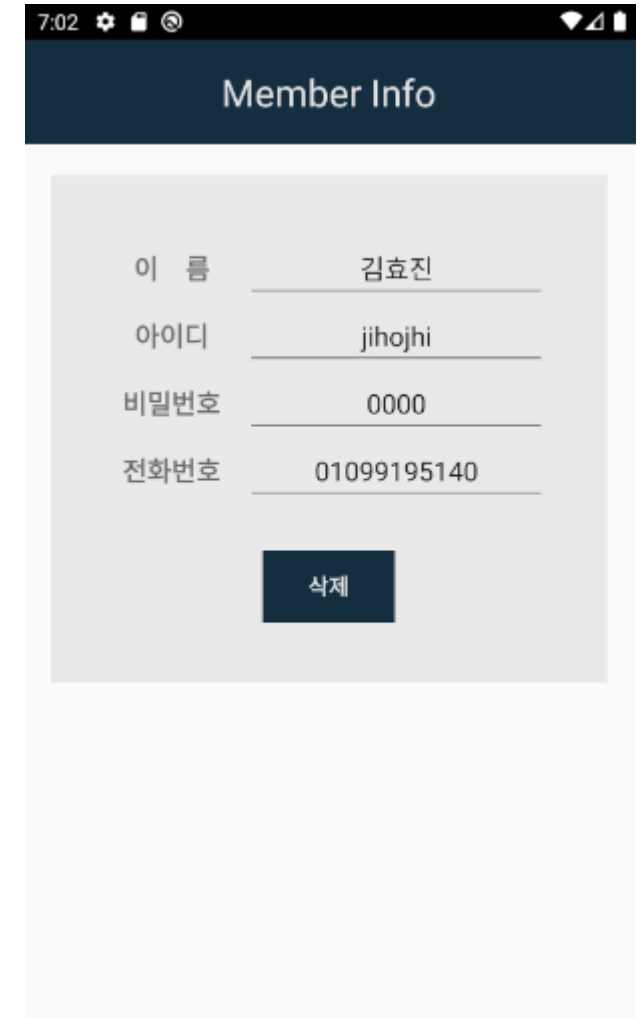 7:02
Member Info
이 름 김효진
아이디 jihojhi
비밀번호 0000
전화번호 01099195140
삭제